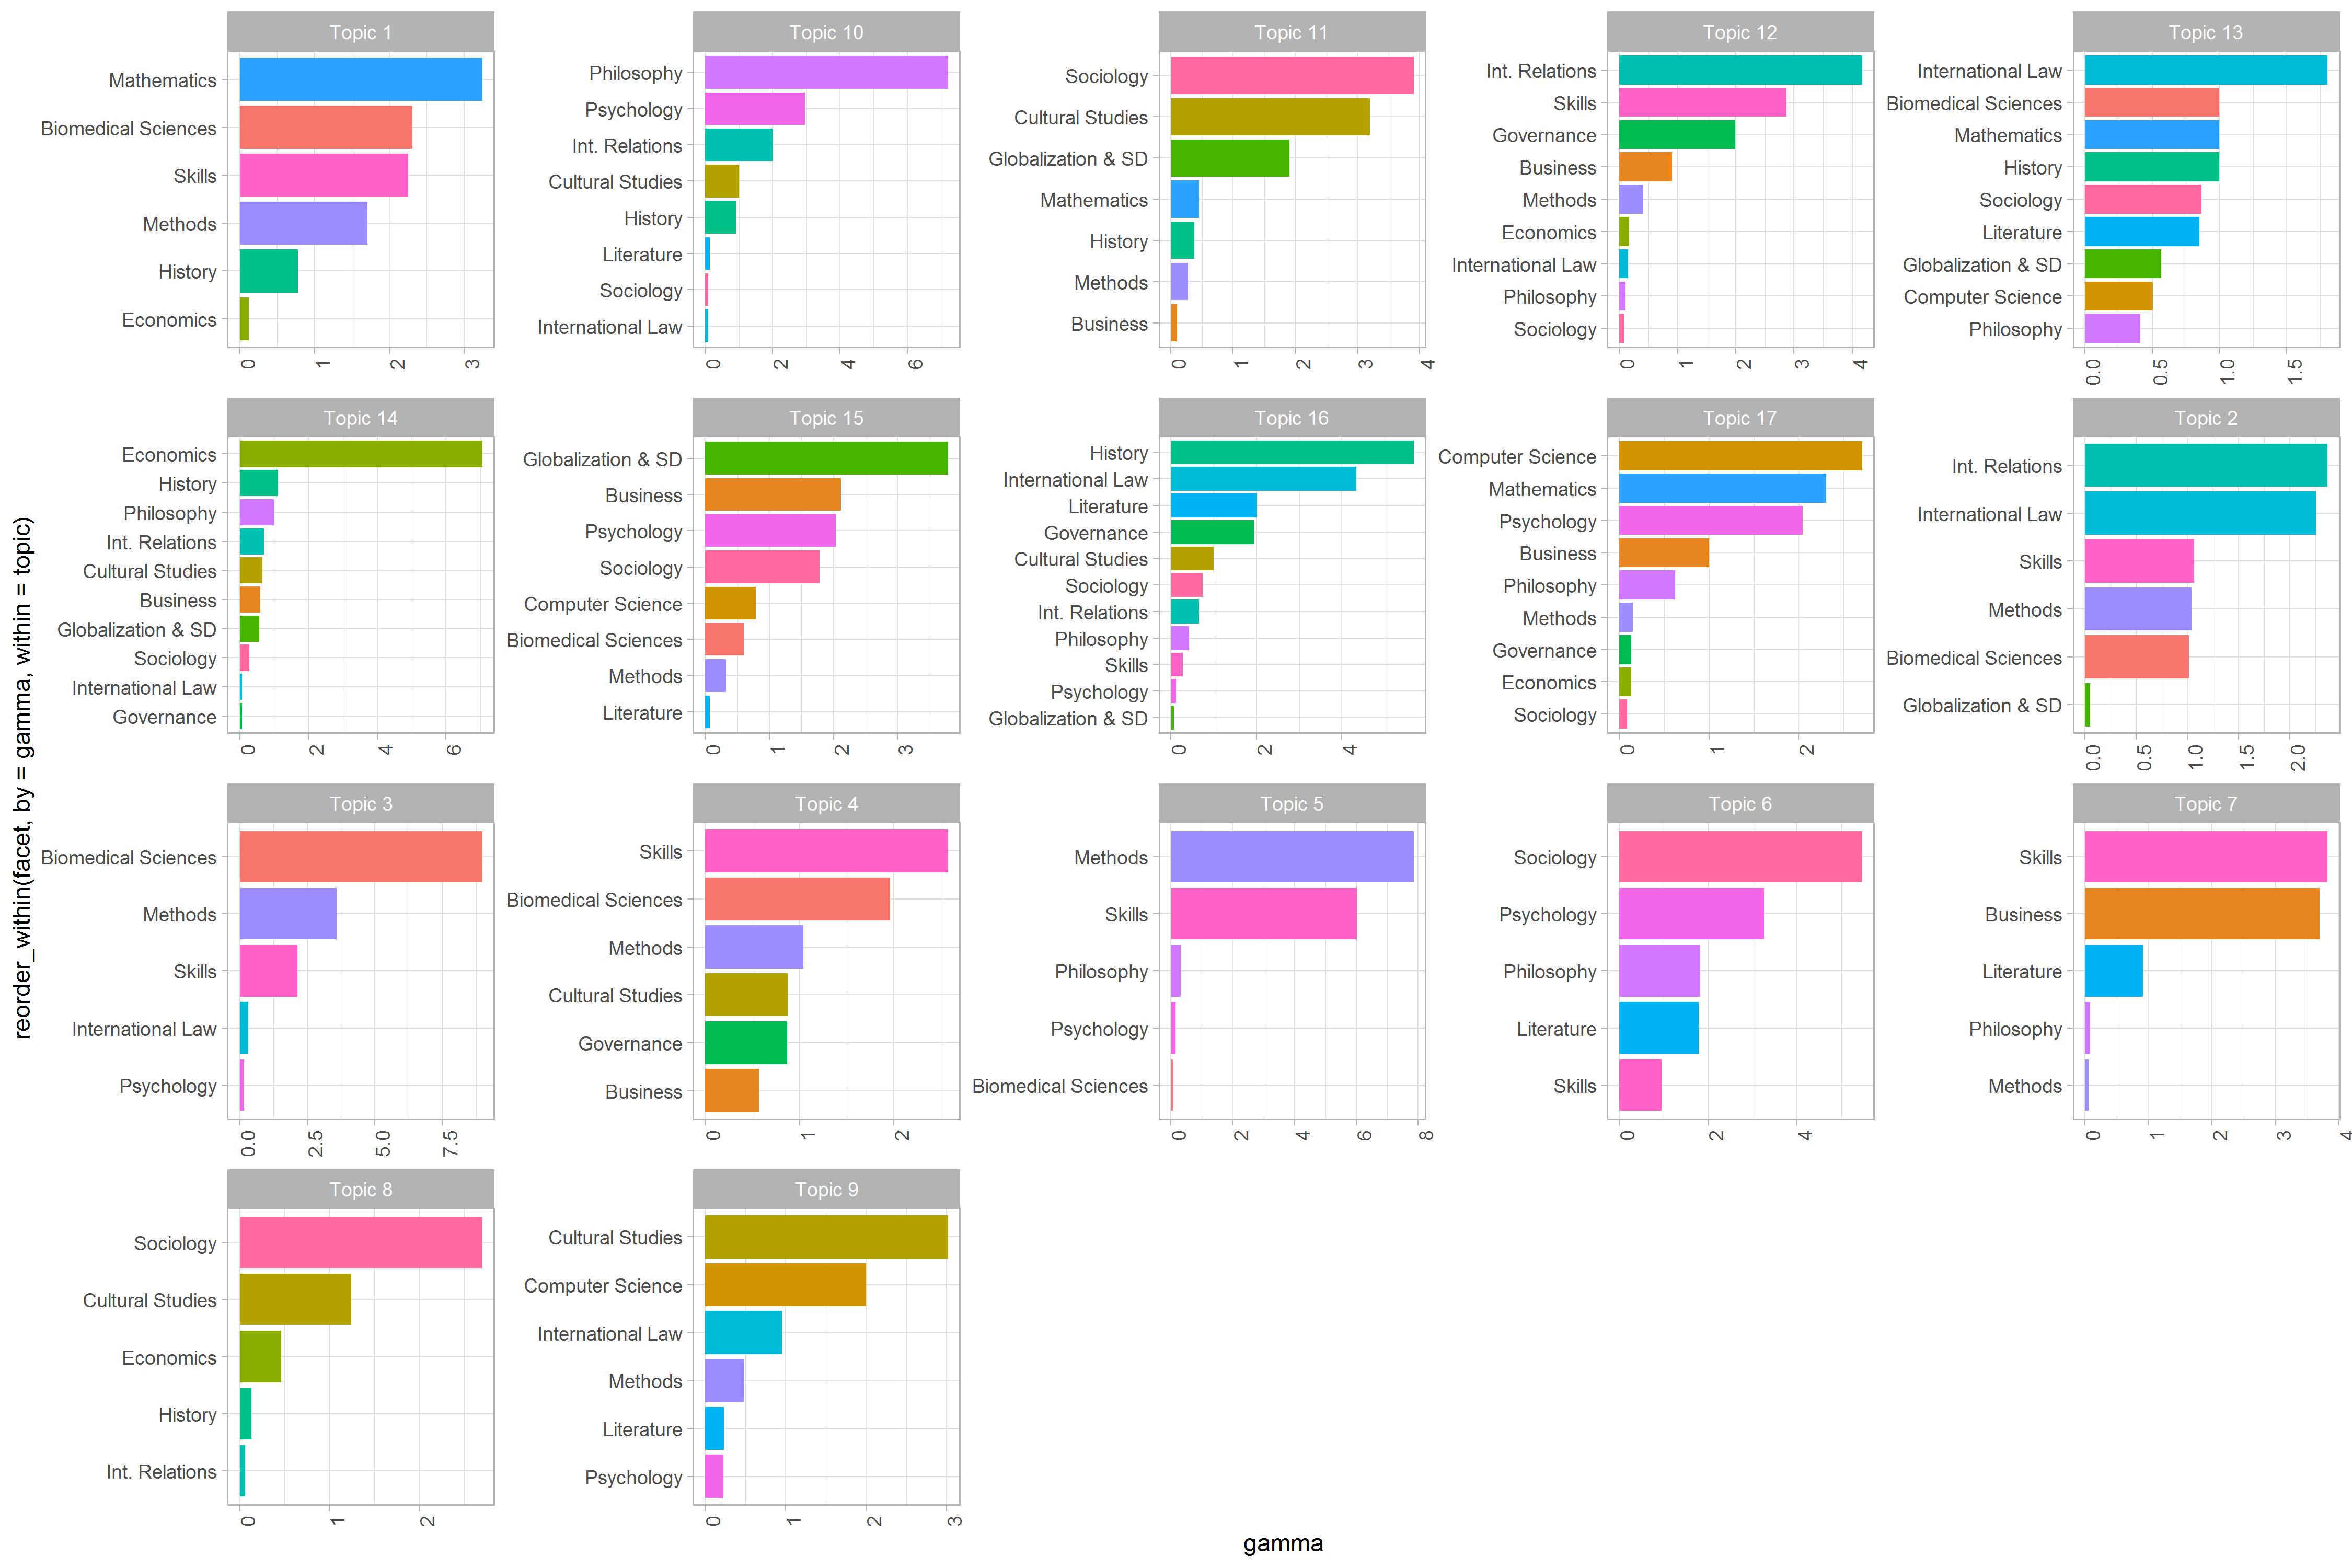 reorder_within(facet, by = gamma, within = topic)
Topic 1
Mathematics
Biomedical Sciences
Skills
Methods
History
Economics
0 1 2 3
Topic 10
Philosophy
Psychology
Int. Relations
Cultural Studies
History
Literature
Sociology
International Law
0 2 4 6
Topic 11
Sociology
Cultural Studies
Globalization & SD
Mathematics
History
Methods
Business
0 1 2 3 4
Topic 12
Int. Relations
Skills
Governance
Business
Methods
Economics
International Law
Philosophy
Sociology
0 1 2 3 4
Topic 13
International Law
Biomedical Sciences
Mathematics
History
Sociology
Literature
Globalization & SD
Computer Science
Philosophy
0.0 0.5 1.0 1.5
Topic 14
Economics
History
Philosophy
Int. Relations
Cultural Studies
Business
Globalization & SD
Sociology
International Law
Governance
0 2 4 6
Topic 15
Globalization & SD
Business
Psychology
Sociology
Computer Science
Biomedical Sciences
Methods
Literature
0 1 2 3
Topic 16
History
International Law
Literature
Governance
Cultural Studies
Sociology
Int. Relations
Philosophy
Skills
Psychology
Globalization & SD
0 2 4
Topic 17
Computer Science
Mathematics
Psychology
Business
Philosophy
Methods
Governance
Economics
Sociology
0 1 2
Topic 2
Int. Relations
International Law
Skills
Methods
Biomedical Sciences
Globalization & SD
0.0 0.5 1.0 1.5 2.0
Topic 3
Biomedical Sciences
Methods
Skills
International Law
Psychology
0.0 2.5 5.0 7.5
Topic 4
Skills
Biomedical Sciences
Methods
Cultural Studies
Governance
Business
0 1 2
Topic 5
Methods
Skills
Philosophy
Psychology
Biomedical Sciences
0 2 4 6 8
Topic 6
Sociology
Psychology
Philosophy
Literature
Skills
0 2 4
Topic 7
Skills
Business
Literature
Philosophy
Methods
0 1 2 3 4
Topic 8
Sociology
Cultural Studies
Economics
History
Int. Relations
0 1 2
Topic 9
Cultural Studies
Computer Science
International Law
Methods
Literature
Psychology
0 1 2 3
gamma